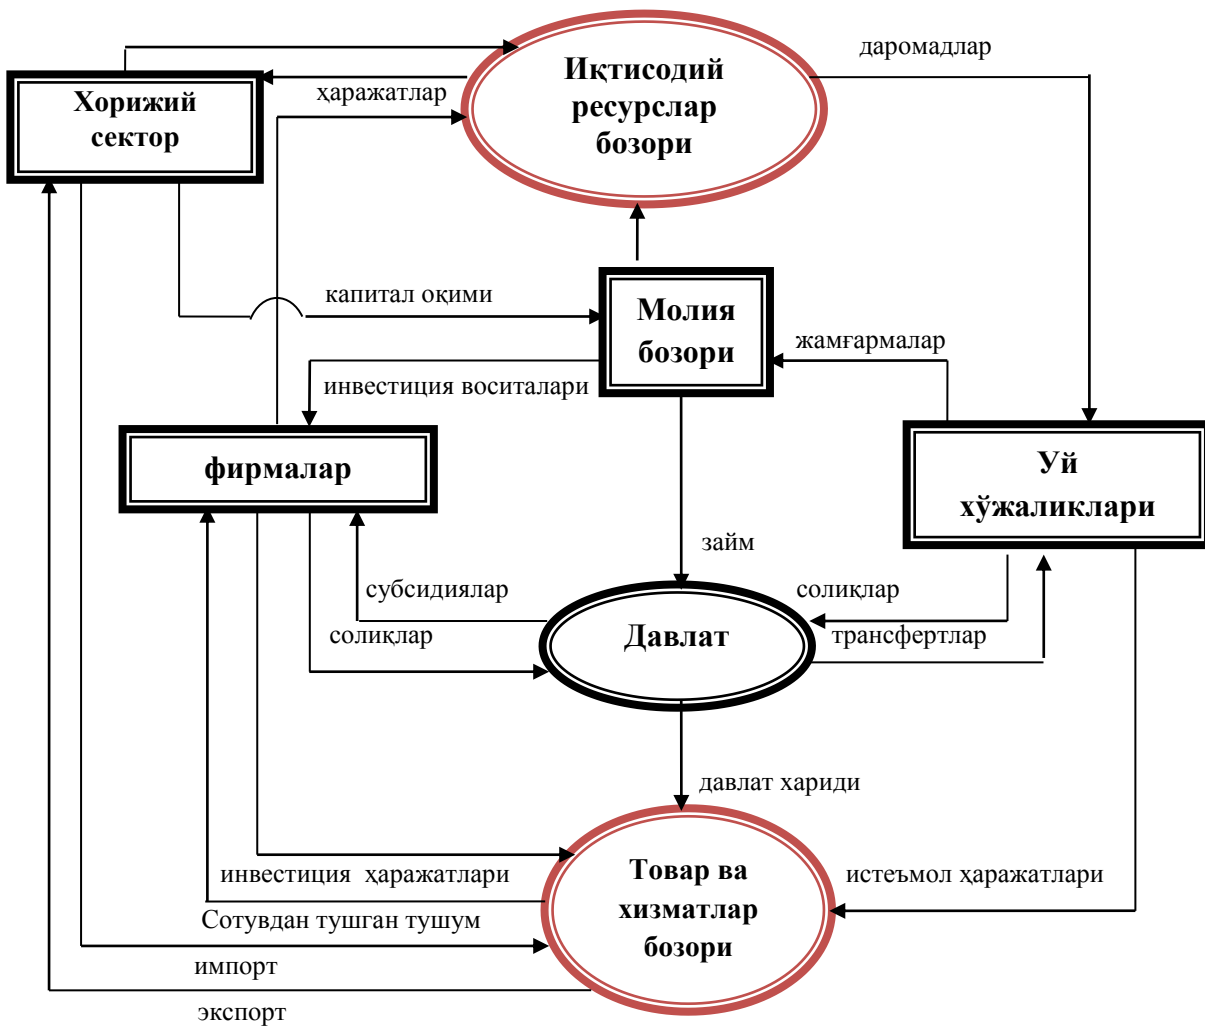 даромадлар
Иқтисодий
ресурслар
бозори
Хорижий
сектор
ҳаражатлар
капитал оқими
Молия
бозори
жамғармалар
инвестиция воситалари
фирмалар
Уй
хўжаликлари
займ
субсидиялар
солиқлар
солиқлар
Давлат
трансфертлар
давлат хариди
инвестиция ҳаражатлари
Товар ва
хизматлар
бозори
истеъмол ҳаражатлари
Сотувдан тушган тушум
импорт
экспорт